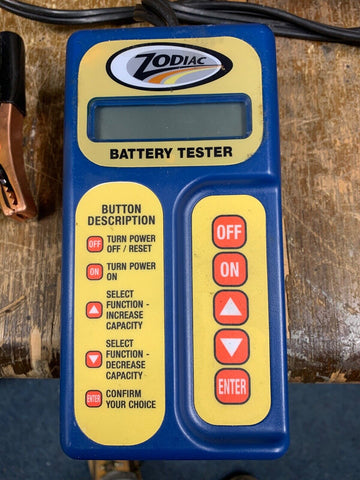 ZODIAC
BATTERY TESTER
BUTTON
DESCRIPTION
OFF TURN POWER
OFF / RESET
ON TURN POWER
ON
SELECT
FUNCTION -
INCREASE
CAPACITY
SELECT
FUNCTION -
DECREASE
CAPACITY
ENTER CONFIRM
YOUR CHOICE
OFF
ON
ENTER